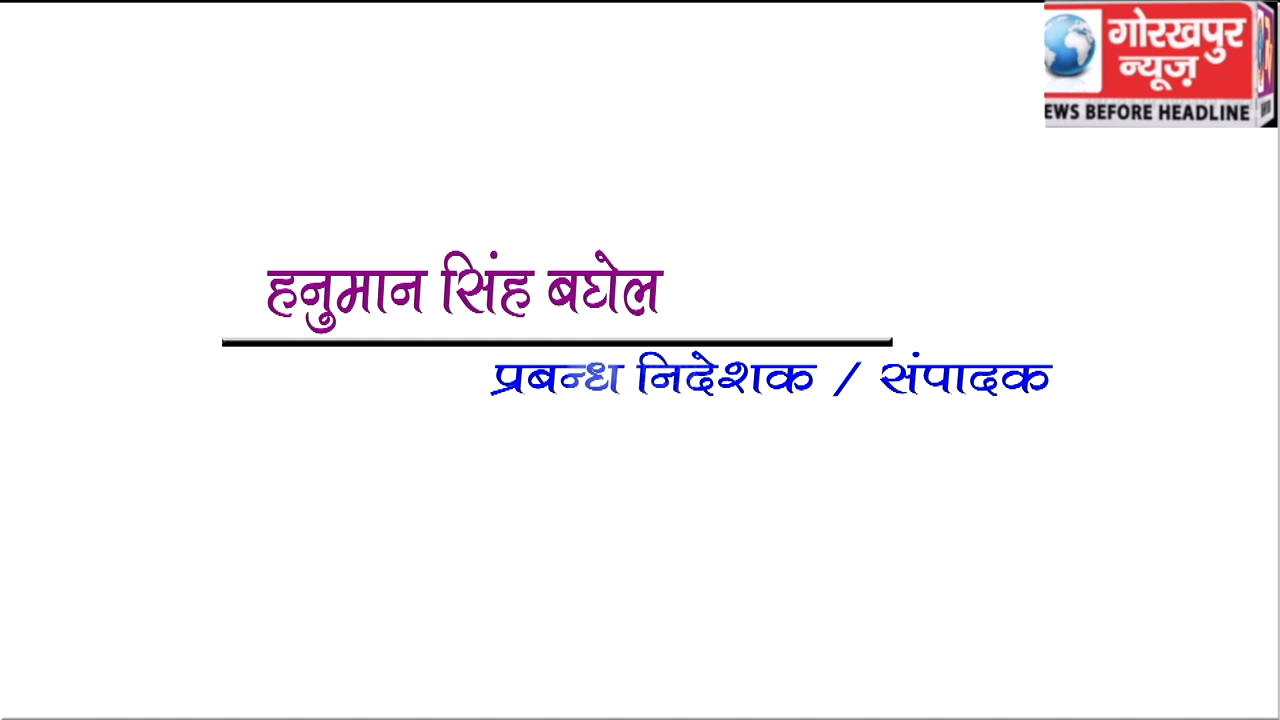 गोरखपुर
न्यूज़
EWS BEFORE HEADLINE
हनुमान सिंह बघेल
प्रबन्ध निदेशक / संपादक